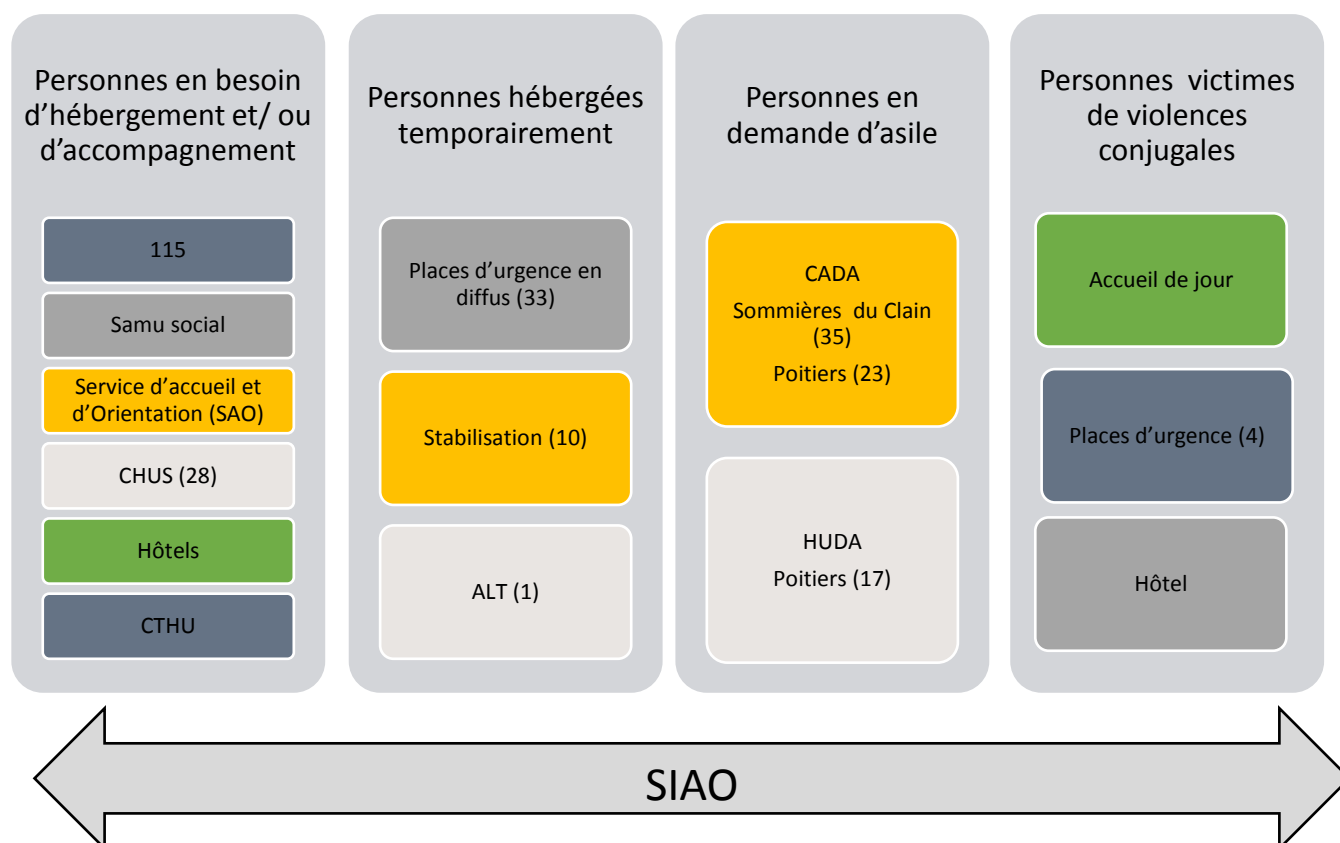 Personnes en besoin
d'hébergement et/ ou
d'accompagnement
115
Samu social
Service d'accueil et
d'Orientation (SAO)
CHUS (28)
Hôtels
CTHU
Personnes hébergées
temporairement
Places d'urgence en
diffus (33)
Stabilisation (10)
ALT (1)
Personnes en
demande d'asile
CADA
Sommières du Clain
(35)
Poitiers (23)
HUDA
Poitiers (17)
Personnes victimes
de violences
conjugales
Accueil de jour
Places d'urgence (4)
Hôtel
SIAO